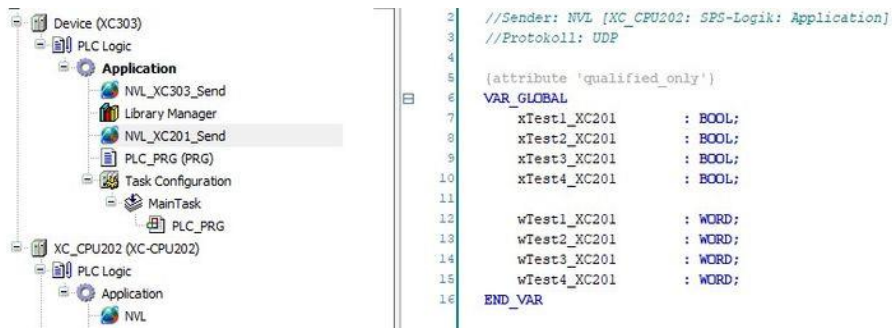 Device (XC303)
PLC Logic
Application
NVL_XC303_Send
Library Manager
NVL_XC201_Send
PLC_PRG (PRG)
Task Configuration
MainTask
PLC_PRG
XC_CPU202 (XC-CPU202)
PLC Logic
Application
NVL
2 //Sender: NVL [XC_CPU202: SPS-Logik: Application]
3 //Protokoll: UDP
4
5 {attribute 'qualified_only'}
6 VAR_GLOBAL
7 xTest1_XC201 : BOOL;
8 xTest2_XC201 : BOOL;
9 xTest3_XC201 : BOOL;
10 xTest4_XC201 : BOOL;
11
12 wTest1_XC201 : WORD;
13 wTest2_XC201 : WORD;
14 wTest3_XC201 : WORD;
15 wTest4_XC201 : WORD;
16 END_VAR